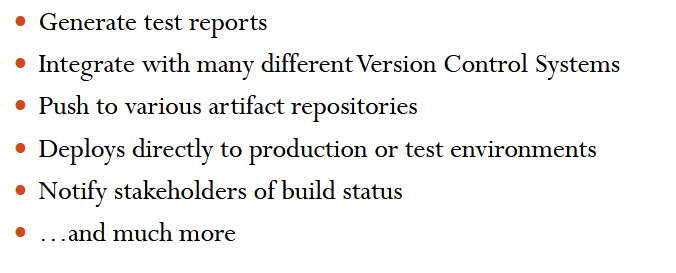 • Generate test reports
• Integrate with many different Version Control Systems
• Push to various artifact repositories
• Deploys directly to production or test environments
• Notify stakeholders of build status
• …and much more